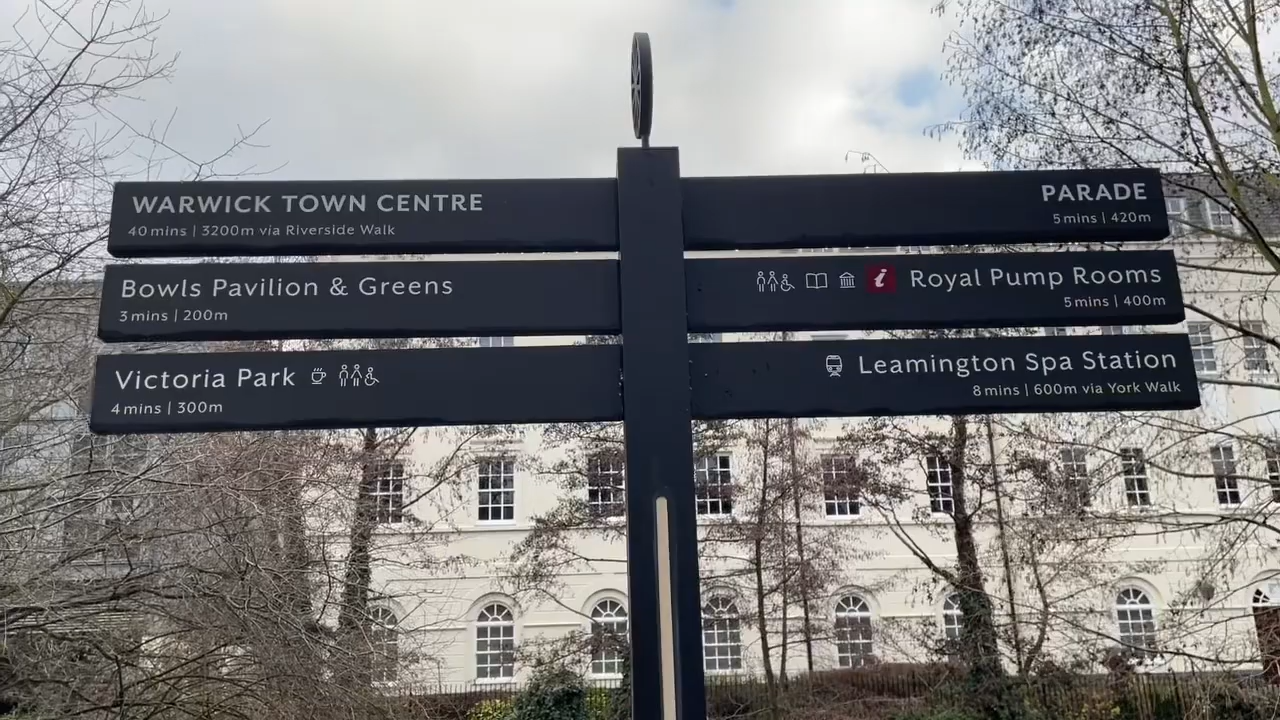 WARWICK TOWN CENTRE
40 mins | 3200m via Riverside Walk
Bowls Pavilion & Greens
3 mins | 200m
Victoria Park
4 mins | 300m
PARADE
5 mins | 420m
i Royal Pump Rooms
5 mins | 400m
Leamington Spa Station
8 mins | 600m via York Walk